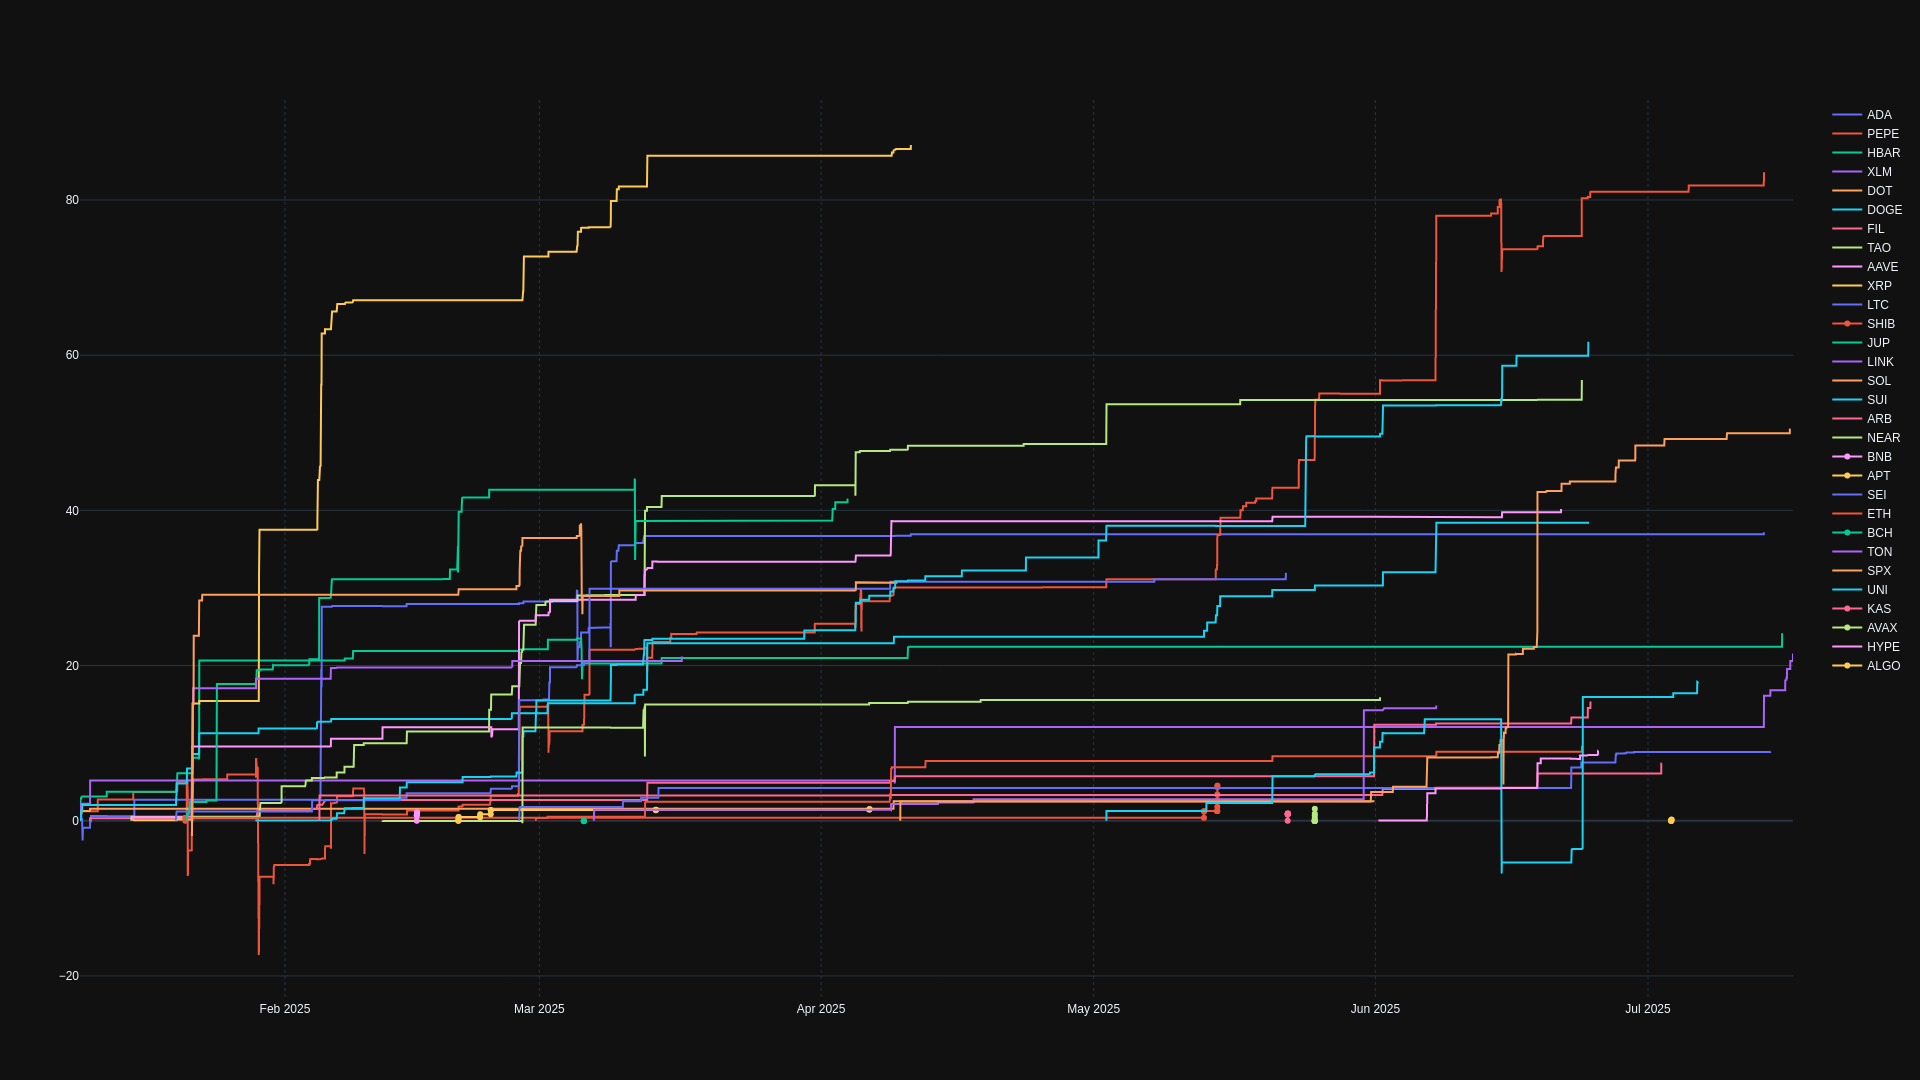 80
60
40
20
0
−20
Feb 2025
Mar 2025
Apr 2025
May 2025
Jun 2025
Jul 2025
ADA
PEPE
HBAR
XLM
DOT
DOGE
FIL
TAO
AAVE
XRP
LTC
SHIB
JUP
LINK
SOL
SUI
ARB
NEAR
BNB
APT
SEI
ETH
BCH
TON
SPX
UNI
KAS
AVAX
HYPE
ALGO